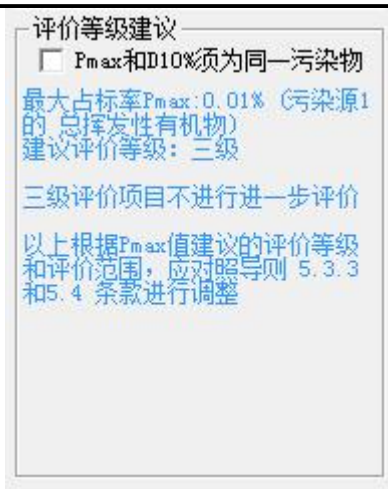 评价等级建议
Pmax和D10%须为同一污染物
最大占标率Pmax:0.01% (污染源1
的 总挥发性有机物)
建议评价等级: 三级
三级评价项目不进行进一步评价
以上根据Pmax值建议的评价等级
和评价范围，应对照导则 5.3.3
和5.4 条款进行调整